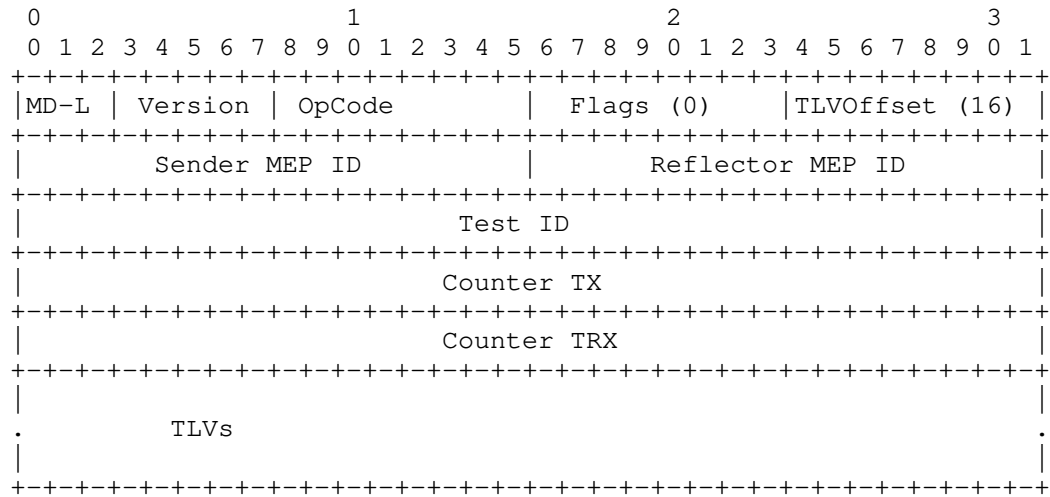 0                   1                   2                   3
 0 1 2 3 4 5 6 7 8 9 0 1 2 3 4 5 6 7 8 9 0 1 2 3 4 5 6 7 8 9 0 1
+-+-+-+-+-+-+-+-+-+-+-+-+-+-+-+-+-+-+-+-+-+-+-+-+-+-+-+-+-+-+-+-+
|MD-L | Version | OpCode        |  Flags (0)    |TLVOffset (16) |
+-+-+-+-+-+-+-+-+-+-+-+-+-+-+-+-+-+-+-+-+-+-+-+-+-+-+-+-+-+-+-+-+
|        Sender MEP ID          |       Reflector MEP ID        |
+-+-+-+-+-+-+-+-+-+-+-+-+-+-+-+-+-+-+-+-+-+-+-+-+-+-+-+-+-+-+-+-+
|                           Test ID                             |
+-+-+-+-+-+-+-+-+-+-+-+-+-+-+-+-+-+-+-+-+-+-+-+-+-+-+-+-+-+-+-+-+
|                          Counter TX                           |
+-+-+-+-+-+-+-+-+-+-+-+-+-+-+-+-+-+-+-+-+-+-+-+-+-+-+-+-+-+-+-+-+
|                          Counter TRX                          |
+-+-+-+-+-+-+-+-+-+-+-+-+-+-+-+-+-+-+-+-+-+-+-+-+-+-+-+-+-+-+-+-+
|                                                               |
.         TLVs                                                  .
|                                                               |
+-+-+-+-+-+-+-+-+-+-+-+-+-+-+-+-+-+-+-+-+-+-+-+-+-+-+-+-+-+-+-+-+